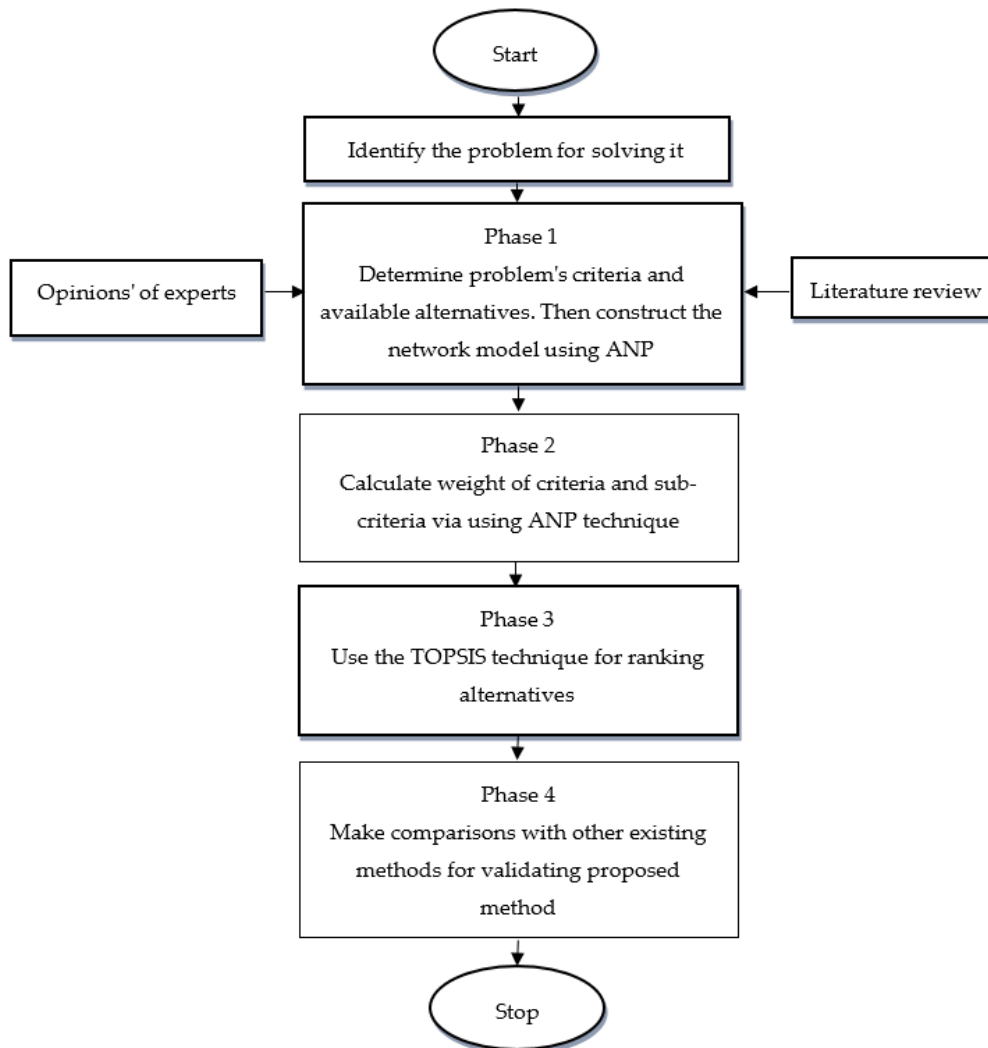 Start
Identify the problem for solving it
Phase 1
Determine problem's criteria and
available alternatives. Then construct the
network model using ANP
Opinions' of experts
Literature review
Phase 2
Calculate weight of criteria and sub-
criteria via using ANP technique
Phase 3
Use the TOPSIS technique for ranking
alternatives
Phase 4
Make comparisons with other existing
methods for validating proposed
method
Stop